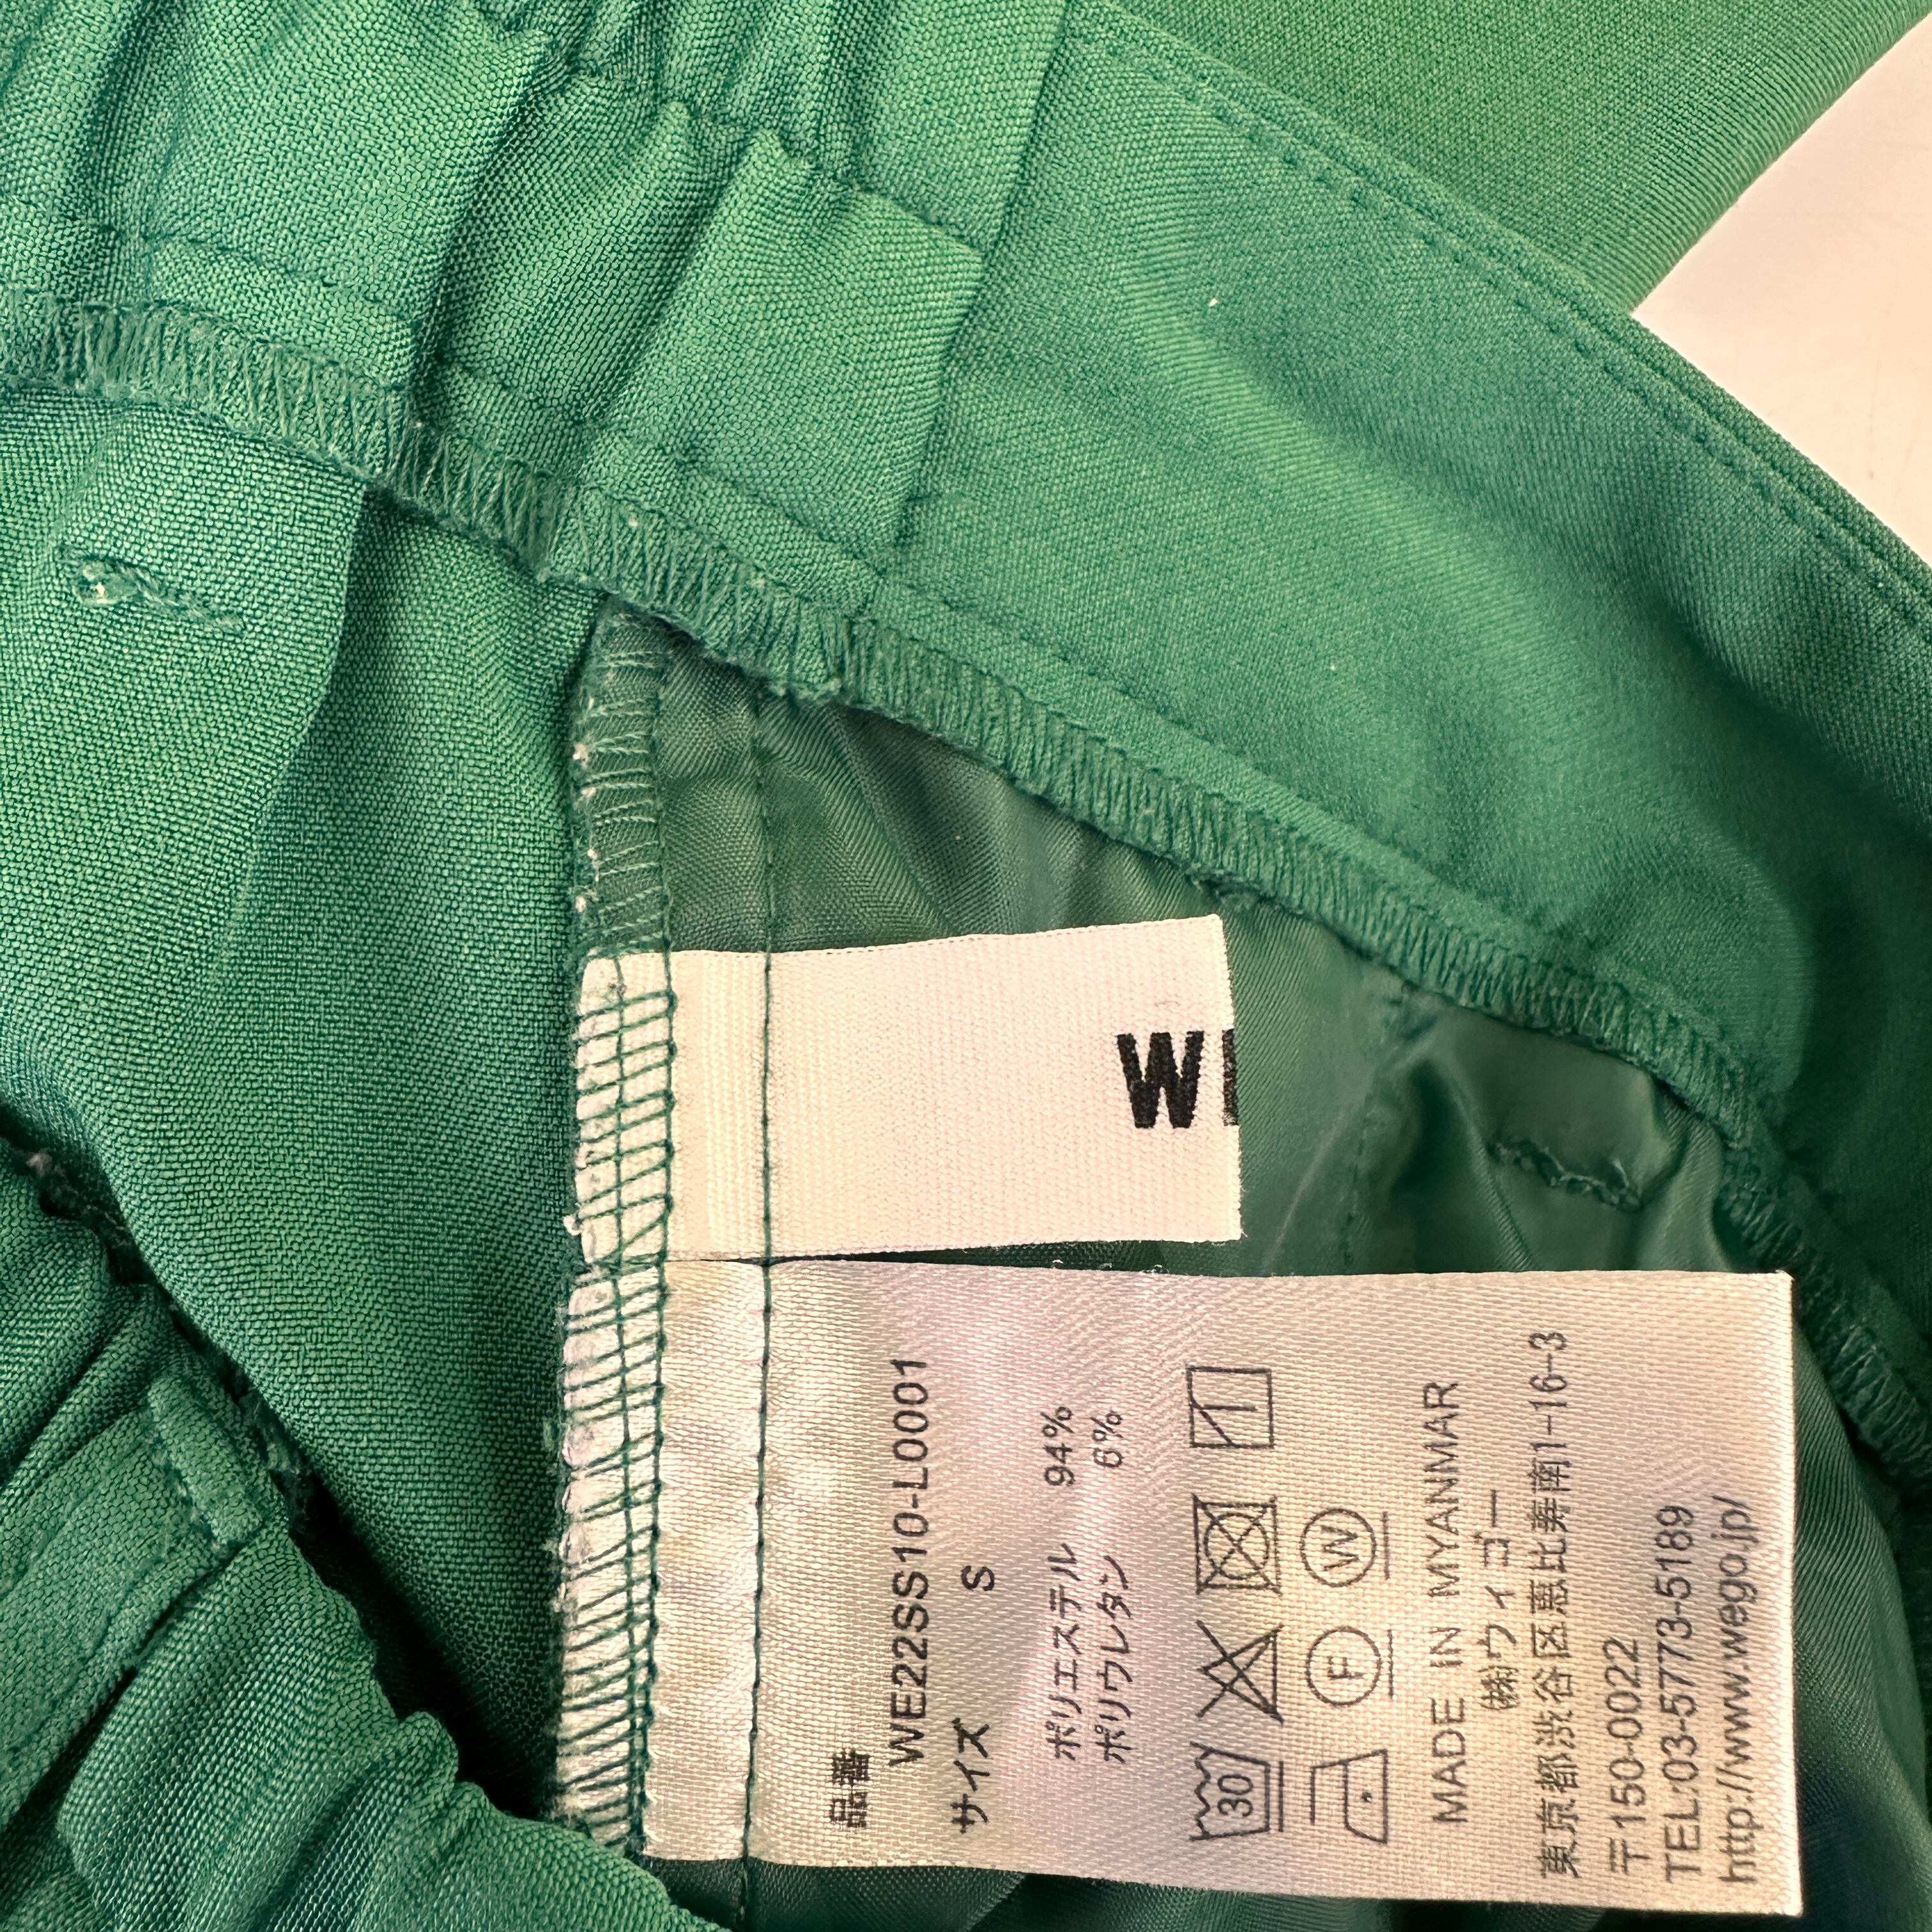 WE
品番
WE22SS10-L0001
サイズ S
ポリエステル 94%
ポリウレタン 6%
30
F W
MADE IN MYANMAR
㈱ウィゴー
東京都渋谷区恵比寿南1-16-3
〒150-0022
TEL:03-5773-5189
http://www.wego.jp/